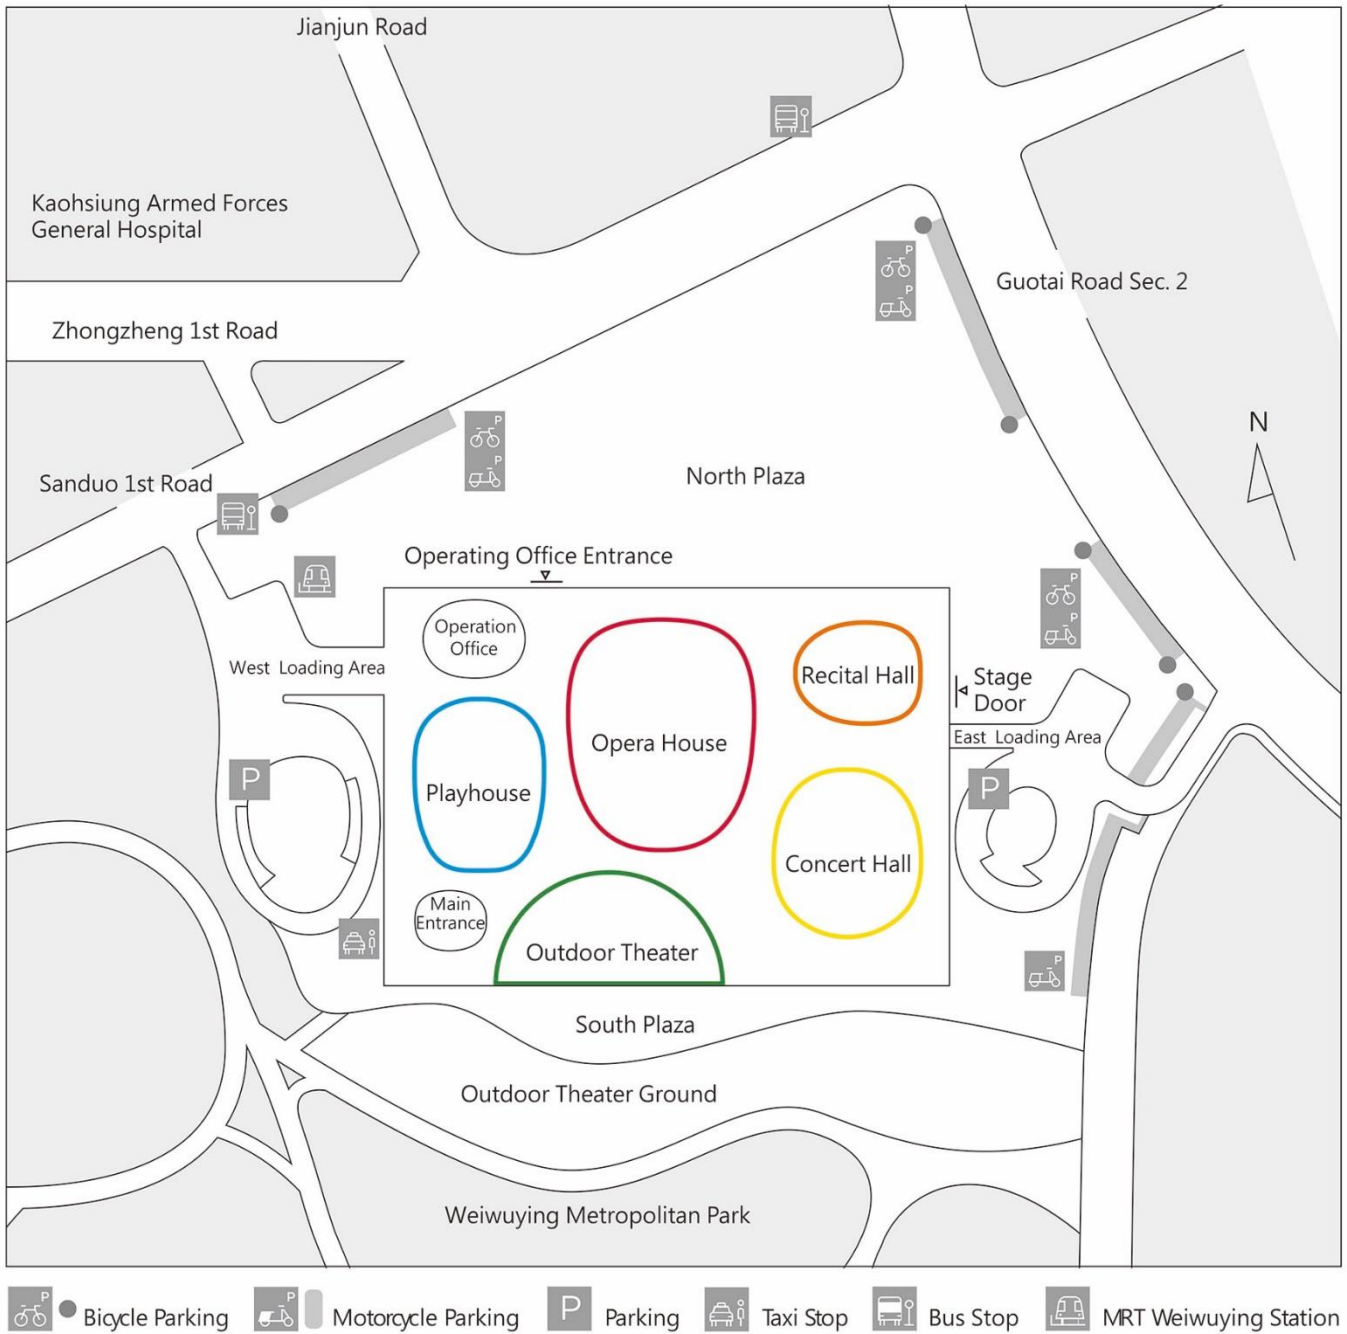 Jianjun Road
P
Kaohsiung Armed Forces
General Hospital
P
P
Guotai Road Sec. 2
Zhongzheng 1st Road
P
P
N
Sanduo 1st Road
North Plaza
Operating Office Entrance
P
P
Operation
Office
West Loading Area
Recital Hall
Stage
Door
Opera House
East Loading Area
P
Playhouse
P
Concert Hall
Main
Entrance
Outdoor Theater
P
South Plaza
Outdoor Theater Ground
Weiwuying Metropolitan Park
P Bicycle Parking
P Motorcycle Parking
P Parking
Taxi Stop
Bus Stop
MRT Weiwuying Station